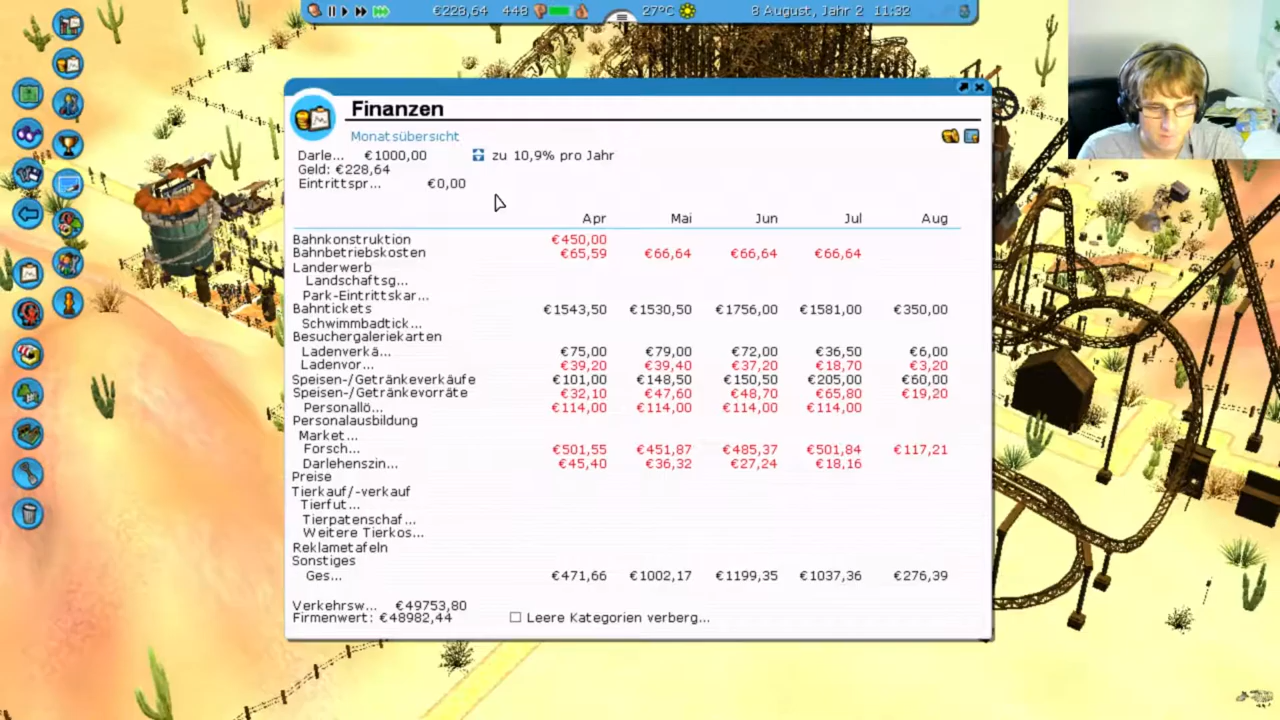 €228,64 448 27°C 8 August, Jahr 2 11:32
Finanzen
Monatsübersicht
Darle... €1000,00 zu 10,9% pro Jahr
Geld: €228,64
Eintrittspr... €0,00
Apr Mai Jun Jul Aug
Bahnkonstruktion €450,00
Bahnbetriebskosten €65,59 €66,64 €66,64 €66,64
Landerwerb
Landschaftsg...
Park-Eintrittskar...
Bahntickets €1543,50 €1530,50 €1756,00 €1581,00 €350,00
Schwimmbadtick...
Besuchergaleriekarten
Ladenverkä... €75,00 €79,00 €72,00 €36,50 €6,00
Ladenvor... €39,20 €39,40 €37,20 €18,70 €3,20
Speisen-/Getränkeverkäufe €101,00 €148,50 €150,50 €205,00 €60,00
Speisen-/Getränkevorräte €32,10 €47,60 €48,70 €65,80 €19,20
Personallö... €114,00 €114,00 €114,00 €114,00
Personalausbildung
Market...
Forsch... €501,55 €451,87 €485,37 €501,84 €117,21
Darlehenszin... €45,40 €36,32 €27,24 €18,16
Preise
Tierkauf/-verkauf
Tierfut...
Tierpatenschaf...
Weitere Tierkos...
Reklametafeln
Sonstiges
Ges... €471,66 €1002,17 €1199,35 €1037,36 €276,39
Verkehrsw... €49753,80
Firmenwert: €48982,44 Leere Kategorien verberg...